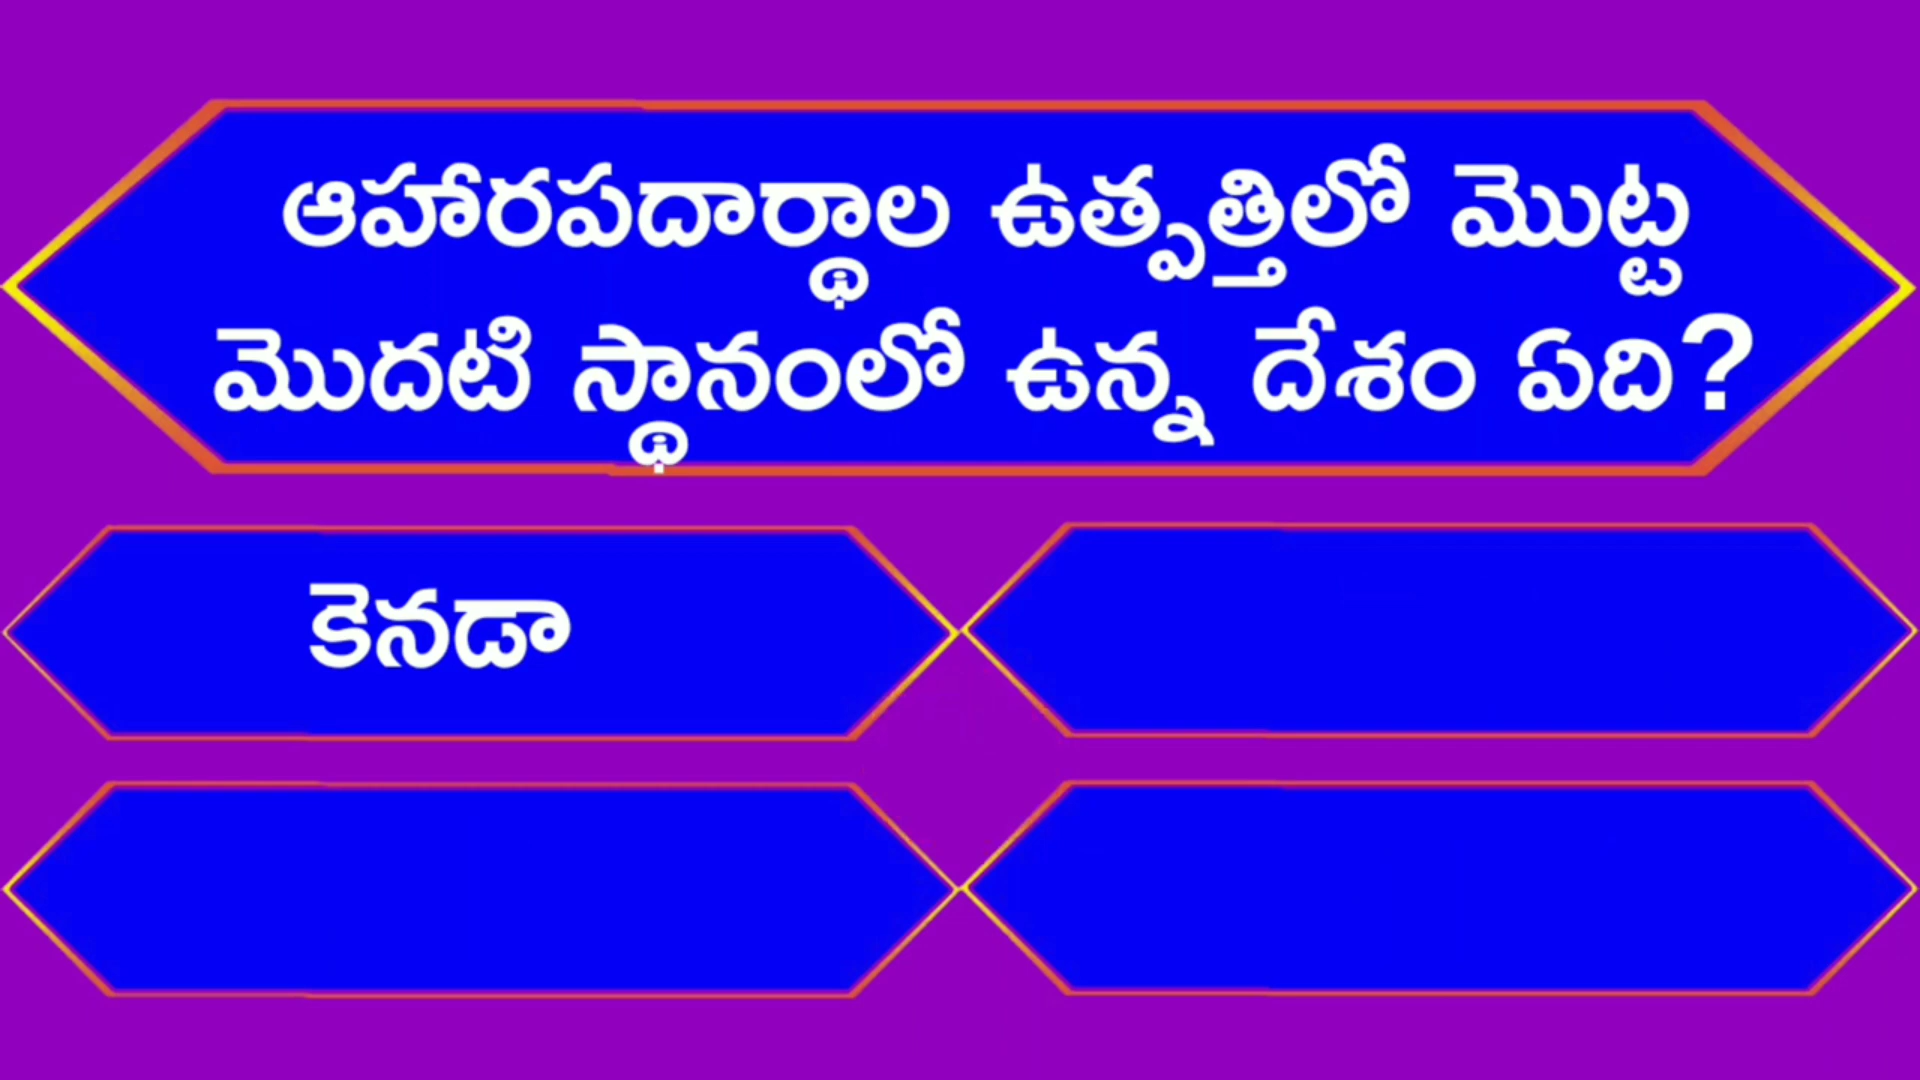 ఆహారపదార్థాల ఉత్పత్తిలో మొట్ట
మొదటి స్థానంలో ఉన్న దేశం ఏది?
కెనడా